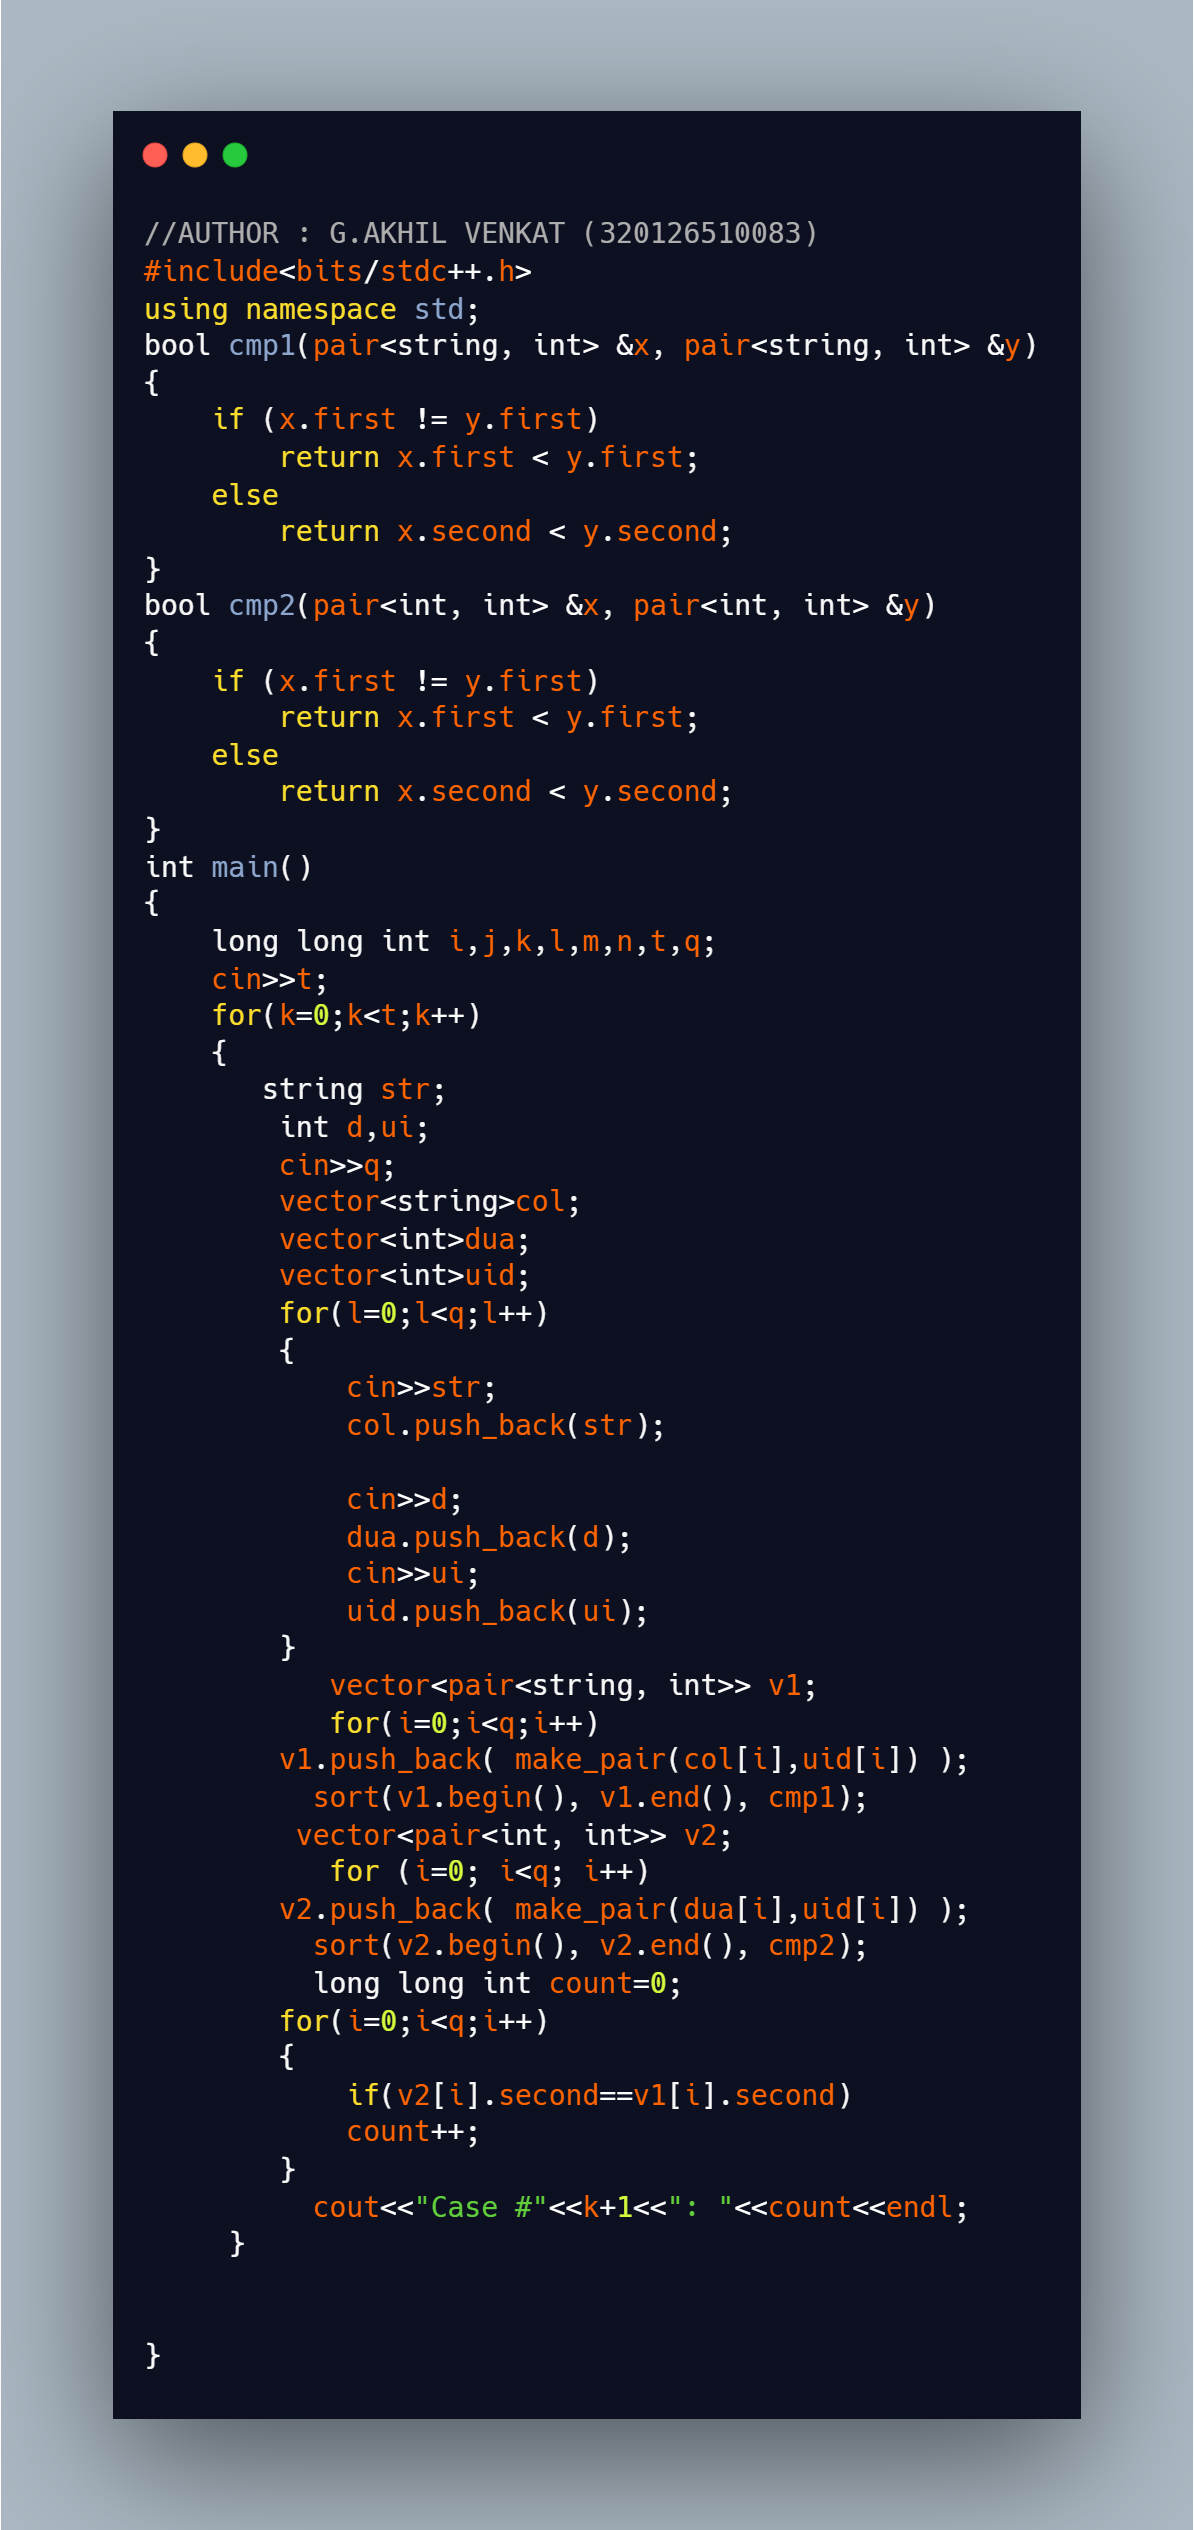 //AUTHOR : G.AKHIL VENKAT (320126510083)
#include<bits/stdc++.h>
using namespace std;
bool cmp1(pair<string, int> &x, pair<string, int> &y)
{
    if (x.first != y.first)
        return x.first < y.first;
    else
        return x.second < y.second;
}
bool cmp2(pair<int, int> &x, pair<int, int> &y)
{
    if (x.first != y.first)
        return x.first < y.first;
    else
        return x.second < y.second;
}
int main()
{
    long long int i,j,k,l,m,n,t,q;
    cin>>t;
    for(k=0;k<t;k++)
    {
       string str;
        int d,ui;
        cin>>q;
        vector<string>col;
        vector<int>dua;
        vector<int>uid;
        for(l=0;l<q;l++)
        {
            cin>>str;
            col.push_back(str);

            cin>>d;
            dua.push_back(d);
            cin>>ui;
            uid.push_back(ui);
        }
           vector<pair<string, int>> v1;
           for(i=0;i<q;i++)
        v1.push_back( make_pair(col[i],uid[i]) );
          sort(v1.begin(), v1.end(), cmp1);
         vector<pair<int, int>> v2;
           for (i=0; i<q; i++)
        v2.push_back( make_pair(dua[i],uid[i]) );
          sort(v2.begin(), v2.end(), cmp2);
          long long int count=0;
        for(i=0;i<q;i++)
        {
            if(v2[i].second==v1[i].second)
            count++;
        }
          cout<<"Case #"<<k+1<<": "<<count<<endl;
     }


}